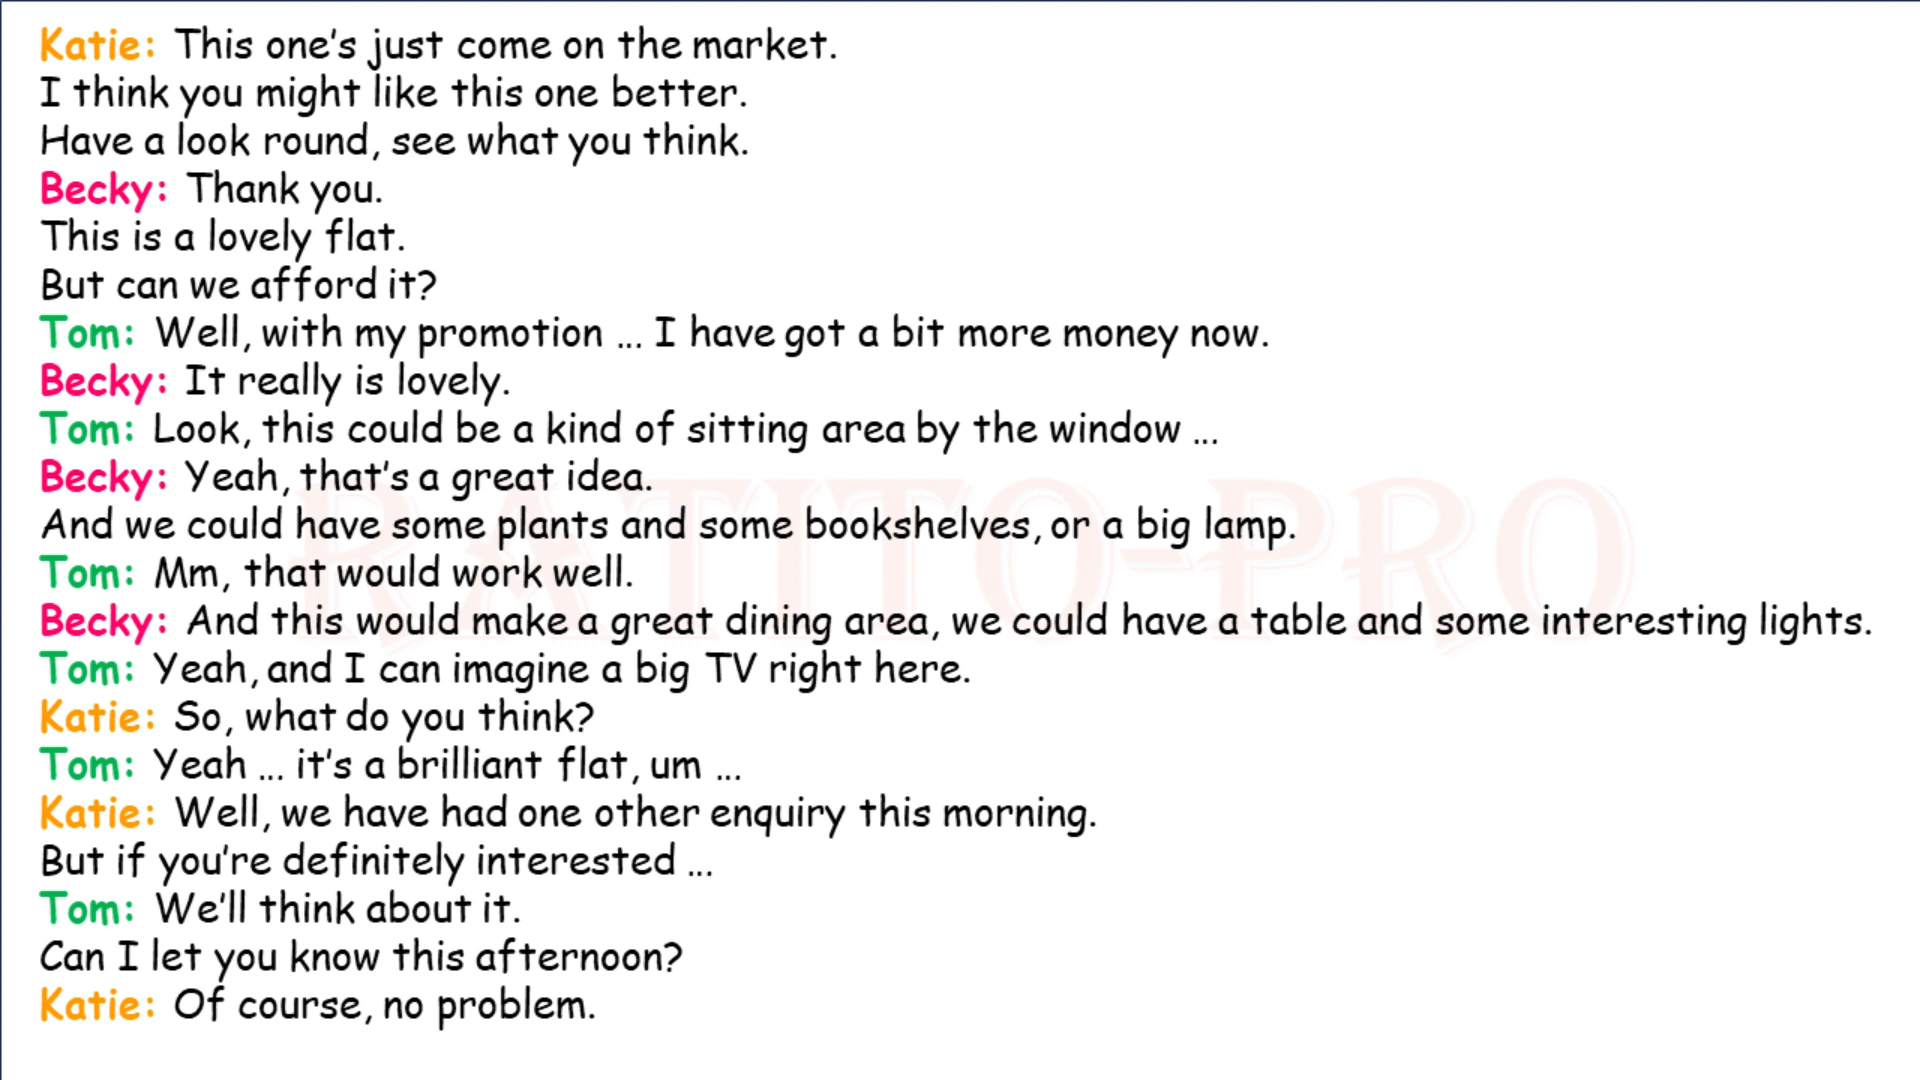 Katie: This one's just come on the market.
I think you might like this one better.
Have a look round, see what you think.
Becky: Thank you.
This is a lovely flat.
But can we afford it?
Tom: Well, with my promotion ... I have got a bit more money now.
Becky: It really is lovely.
Tom: Look, this could be a kind of sitting area by the window ...
Becky: Yeah, that's a great idea.
And we could have some plants and some bookshelves, or a big lamp.
Tom: Mm, that would work well.
Becky: And this would make a great dining area, we could have a table and some interesting lights.
Tom: Yeah, and I can imagine a big TV right here.
Katie: So, what do you think?
Tom: Yeah ... it's a brilliant flat, um ...
Katie: Well, we have had one other enquiry this morning.
But if you're definitely interested ...
Tom: We'll think about it.
Can I let you know this afternoon?
Katie: Of course, no problem.
RATITO-PRO